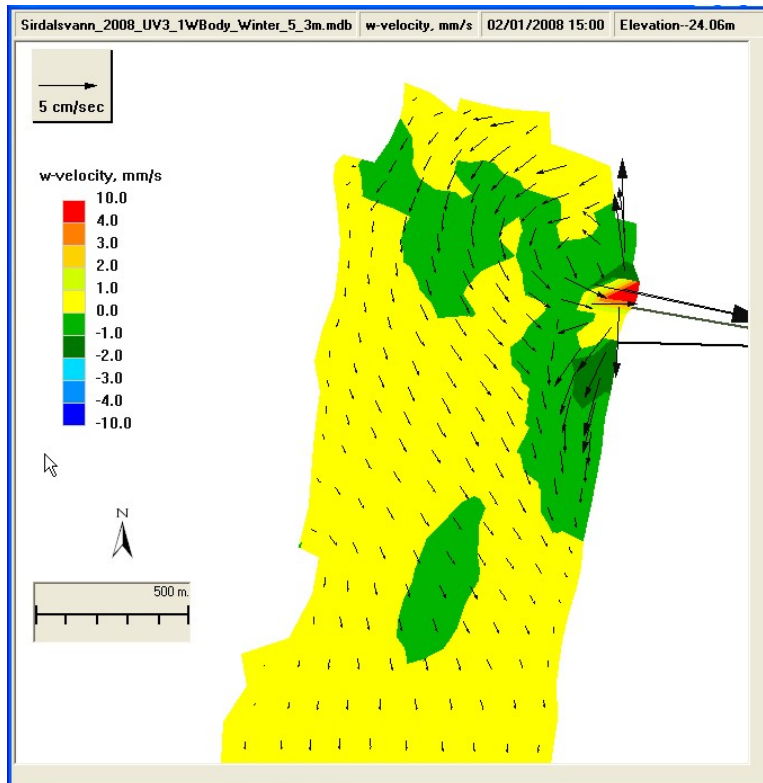 Sirdalsvann_2008_UV3_1WBody_Winter_5_3m.mdb w-velocity, mm/s 02/01/2008 15:00 Elevation--24.06m
5 cm/sec
w-velocity, mm/s
10.0
4.0
3.0
2.0
1.0
0.0
-1.0
-2.0
-3.0
-4.0
-10.0
N
500 m.